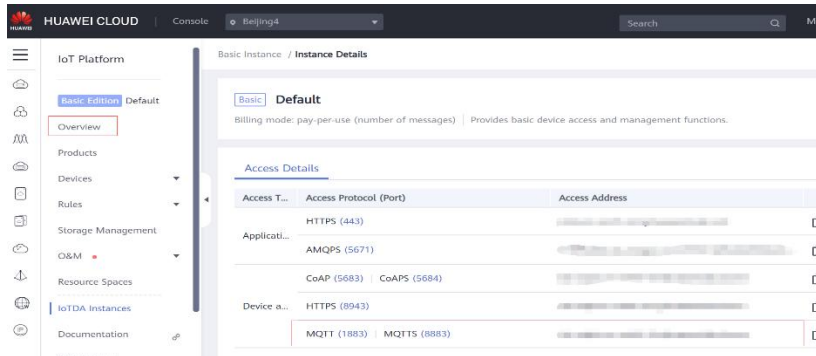 HUAWEI
HUAWEI CLOUD
Console
Beijing4
Search
M
IoT Platform
Basic Instance / Instance Details
Basic Edition Default
Basic Default
Billing mode: pay-per-use (number of messages) | Provides basic device access and management functions.
Overview
Products
Devices
Rules
Storage Management
O&M
Resource Spaces
IoTDA Instances
Documentation
Access Details
Access T... Access Protocol (Port) Access Address
Applicati...
HTTPS (443)
AMQPS (5671)
Device a...
CoAP (5683) | CoAPS (5684)
HTTPS (8943)
MQTT (1883) | MQTTS (8883)